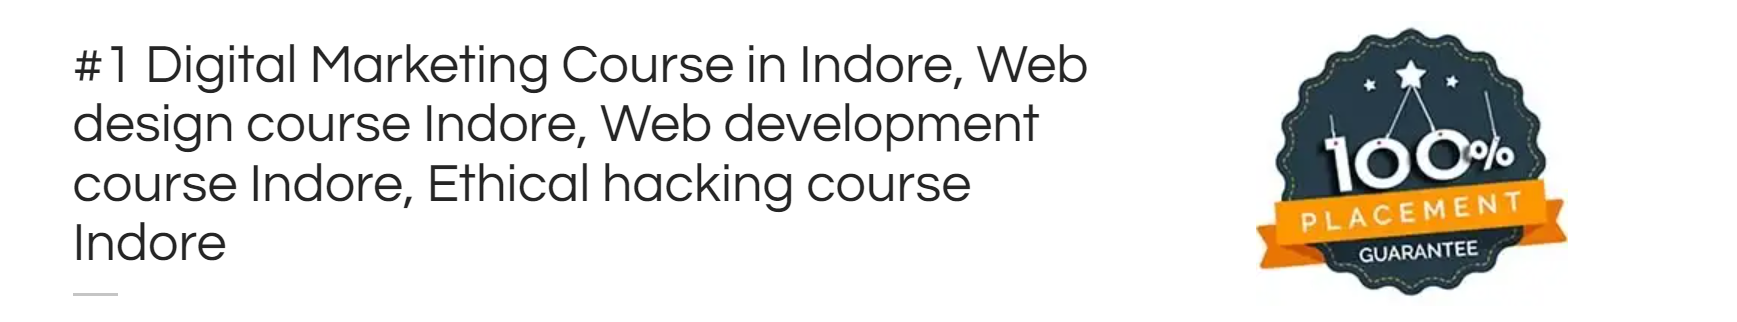 #1 Digital Marketing Course in Indore, Web
design course Indore, Web development
course Indore, Ethical hacking course
Indore
100%
PLACEMENT
GUARANTEE